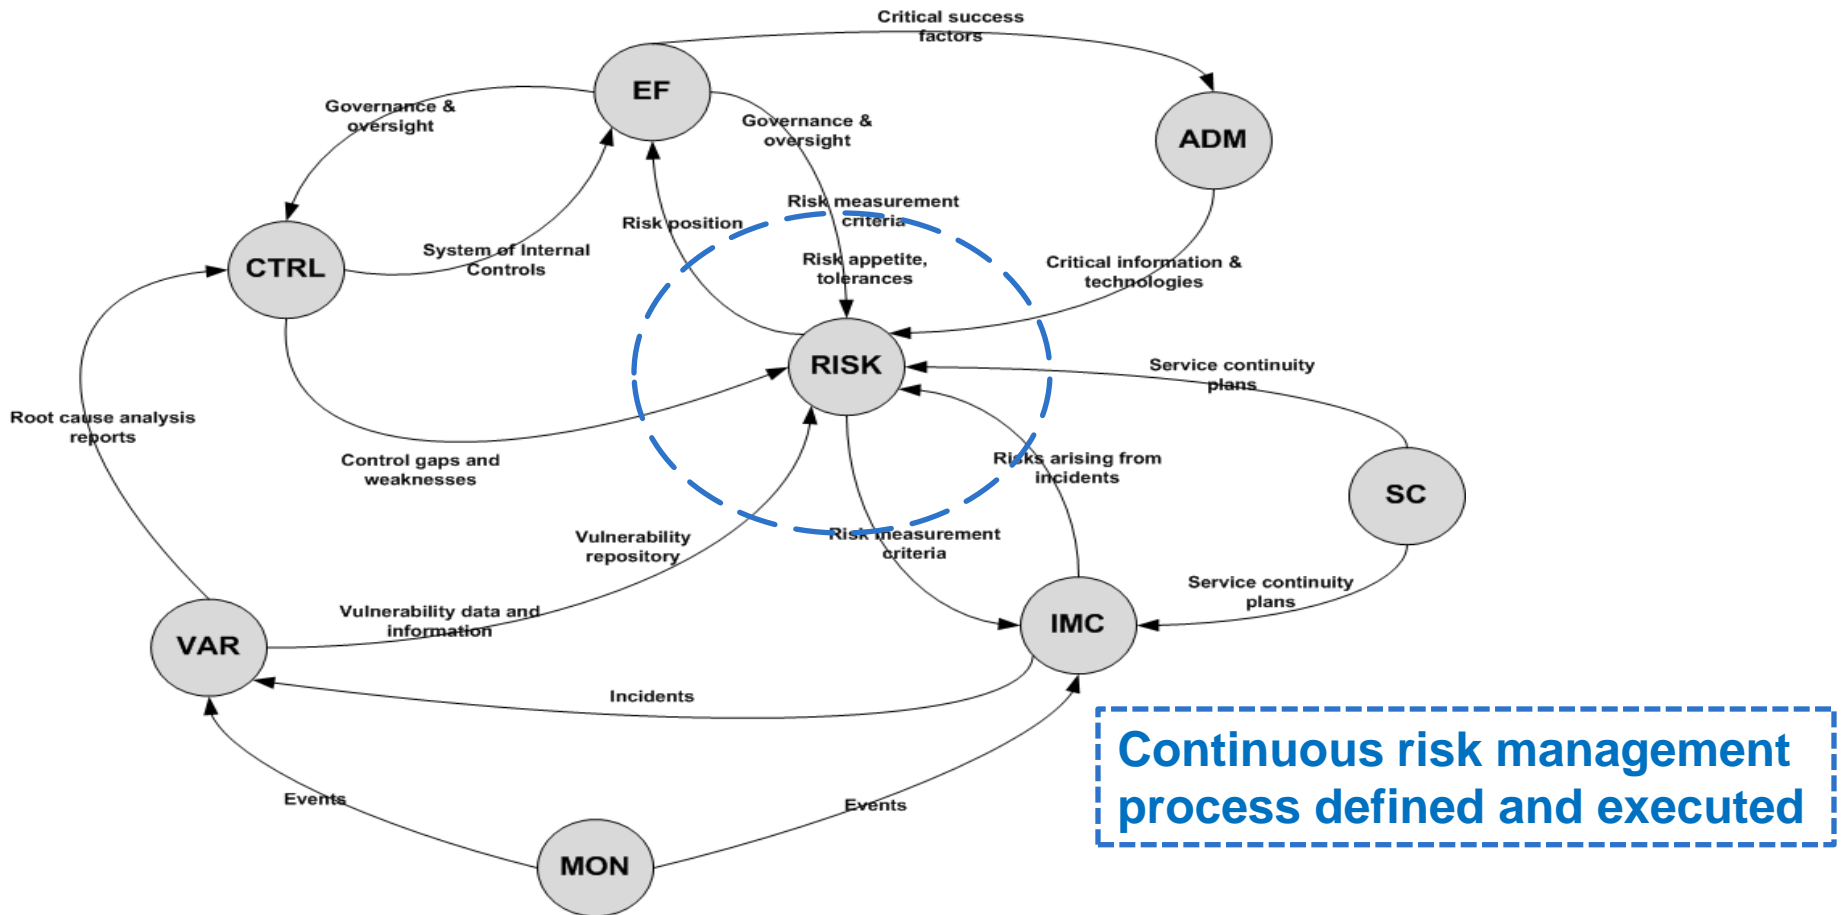 Critical success
factors
EF
Governance &
oversight
Governance &
oversight
ADM
Risk position
Risk measurement
criteria
System of Internal
Controls
CTRL
Risk appetite,
tolerances
Critical information &
technologies
RISK
Service continuity
plans
Root cause analysis
reports
Control gaps and
weaknesses
Risks arising from
incidents
SC
Vulnerability
repository
Risk measurement
criteria
Service continuity
plans
Vulnerability data and
information
VAR
IMC
Incidents
Continuous risk management
process defined and executed
Events
Events
MON